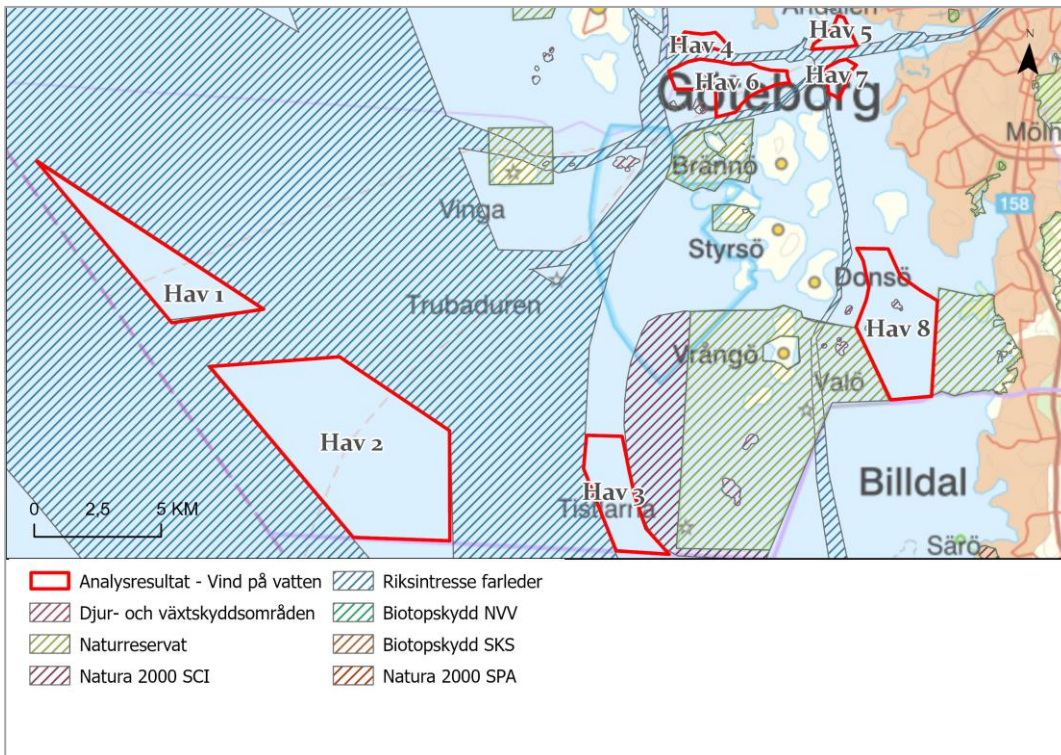 Andalen
N
Hav 5
Hav 4
Hav 6
Hav 7
Göteborg
Möln
Brännö
158
Vinga
Styrsö
Donsö
Hav 1
Trubaduren
Hav 8
Vrångö
Valö
Hav 2
Hav 3
Tistlarna
Billdal
0 2,5 5 KM
Särö
Analysresultat - Vind på vatten
Riksintresse farleder
Djur- och växtskyddsområden
Biotopskydd NVV
Naturreservat
Biotopskydd SKS
Natura 2000 SCI
Natura 2000 SPA